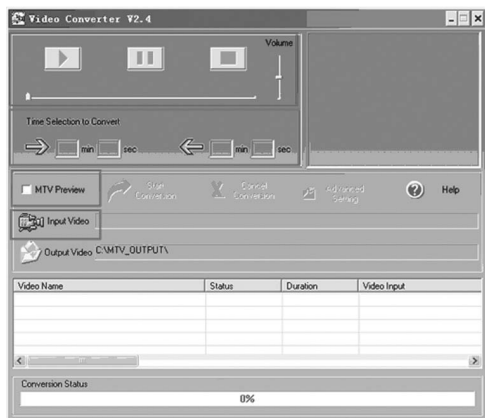 Video Converter V2.4
Volume
Time Selection to Convert
min sec min sec
MTV Preview Start Conversion Cancel Conversion Advanced Setting Help
Input Video
Output Video C:\MTV_OUTPUT\
Video Name Status Duration Video Input
Conversion Status
0%